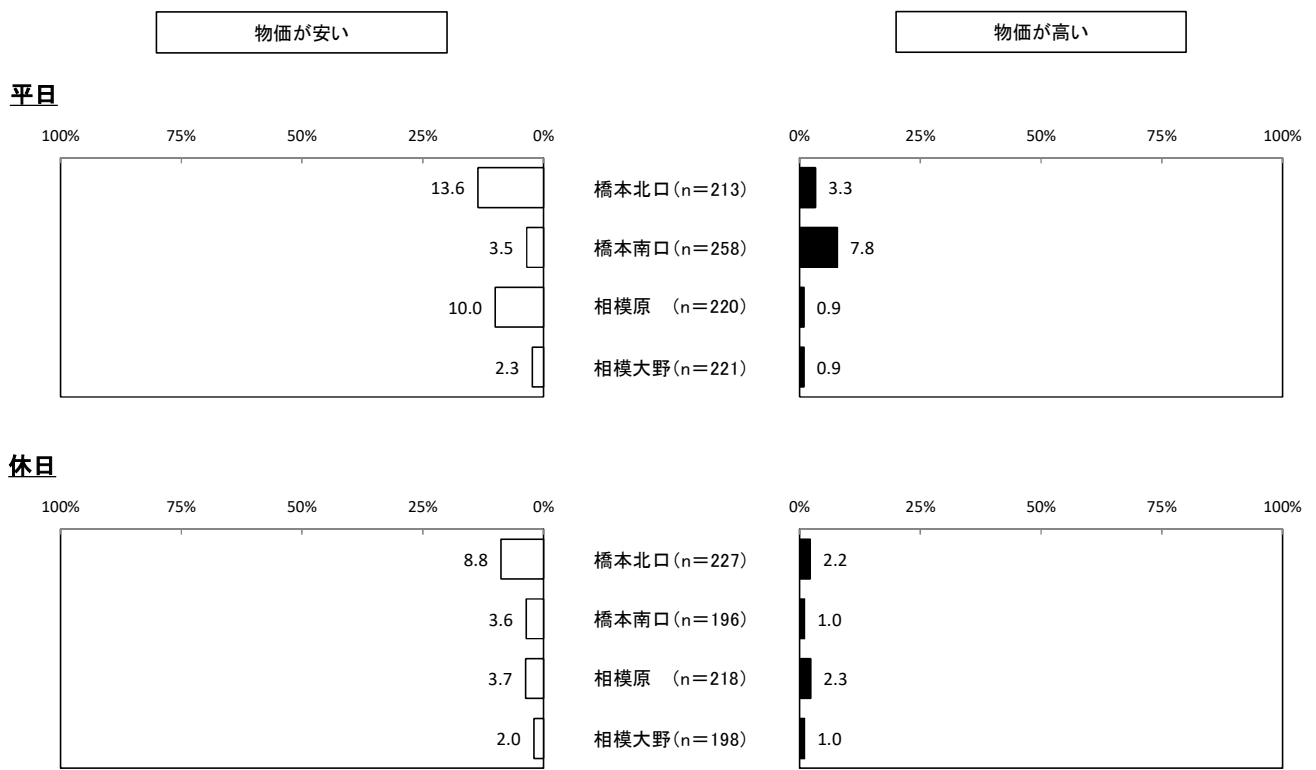 物価が安い 物価が高い
平日
100% 75% 50% 25% 0% 0% 25% 50% 75% 100%
13.6 橋本北口(n=213) 3.3
3.5 橋本南口(n=258) 7.8
10.0 相模原 (n=220) 0.9
2.3 相模大野(n=221) 0.9
休日
100% 75% 50% 25% 0% 0% 25% 50% 75% 100%
8.8 橋本北口(n=227) 2.2
3.6 橋本南口(n=196) 1.0
3.7 相模原 (n=218) 2.3
2.0 相模大野(n=198) 1.0